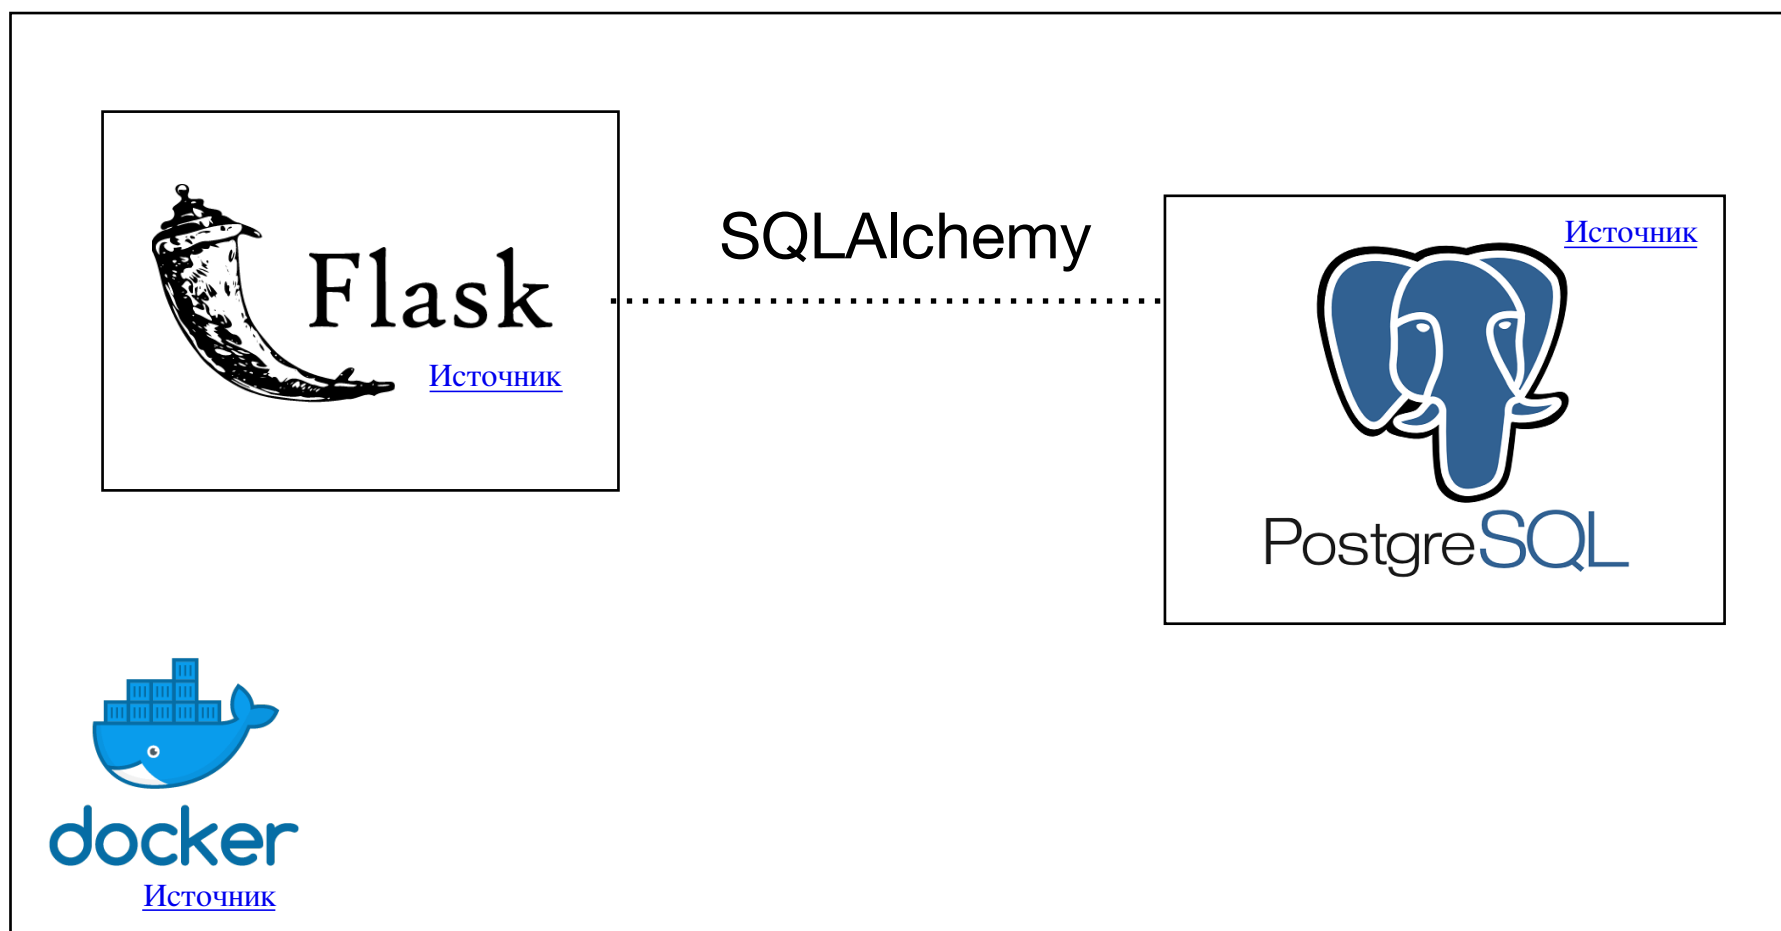 Flask
Источник
SQLAlchemy
Источник
PostgreSQL
docker
Источник